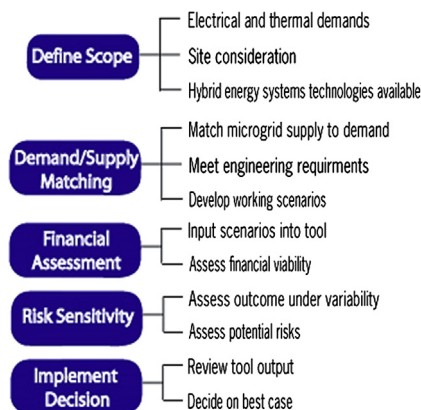 Define Scope
Electrical and thermal demands
Site consideration
Hybrid energy systems technologies available
Demand/Supply
Matching
Match microgrid supply to demand
Meet engineering requirments
Develop working scenarios
Financial
Assessment
Input scenarios into tool
Assess financial viability
Risk Sensitivity
Assess outcome under variability
Assess potential risks
Implement
Decision
Review tool output
Decide on best case